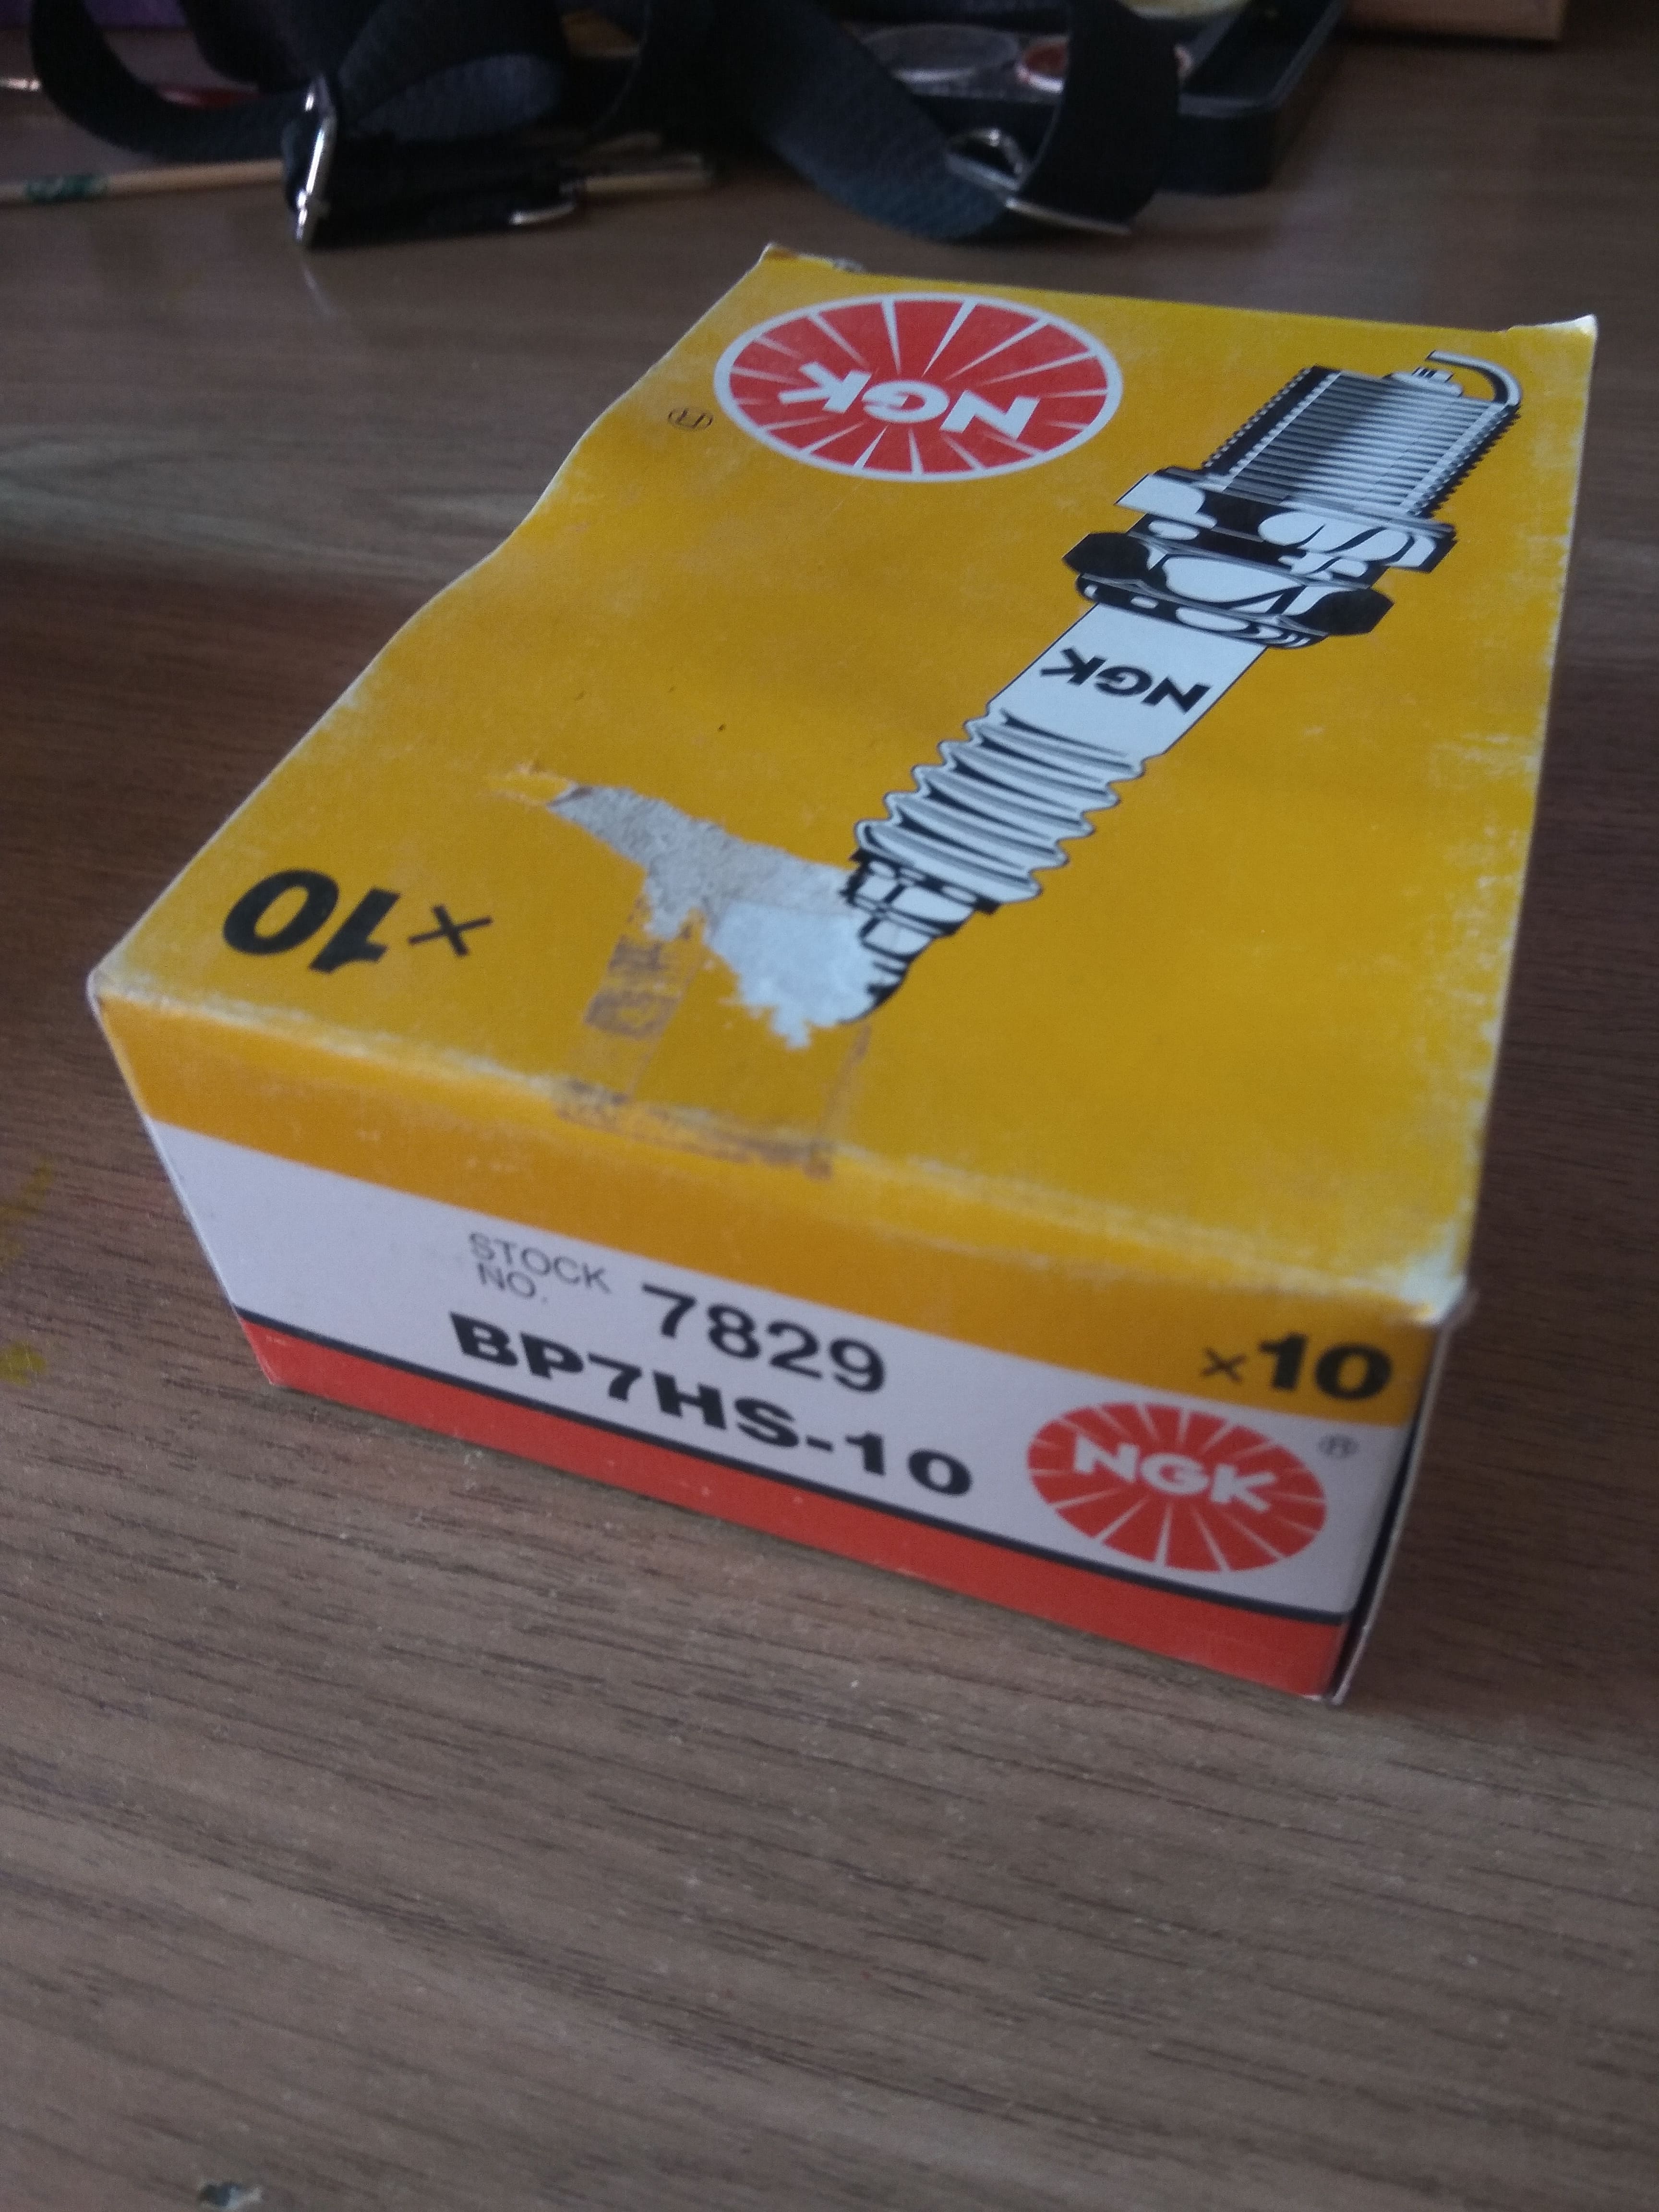 NGK
®
NGK
×10
STOCK
NO.
7829
×10
BP7HS-10
NGK
®